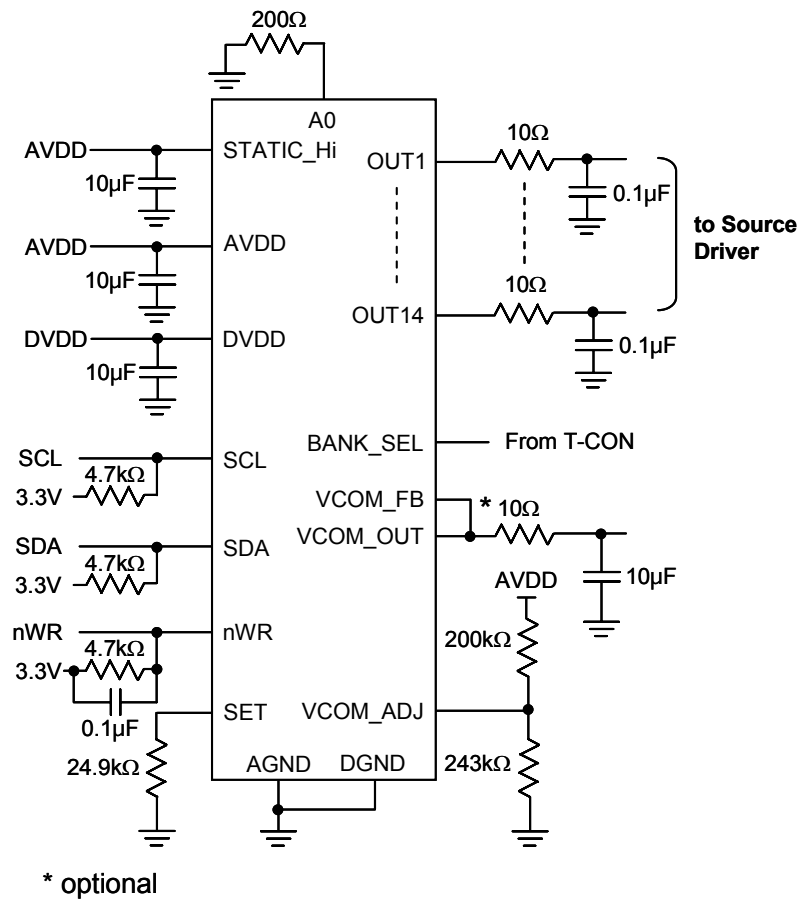 200Ω
A0
AVDD
STATIC_Hi
10µF
AVDD
AVDD
10µF
DVDD
DVDD
10µF
SCL
SCL
4.7kΩ
3.3V
SDA
SDA
4.7kΩ
3.3V
nWR
nWR
4.7kΩ
3.3V
0.1µF
SET
24.9kΩ
AGND
DGND
OUT1
10Ω
0.1µF
to Source
Driver
OUT14
10Ω
0.1µF
BANK_SEL
From T-CON
VCOM_FB
* 10Ω
VCOM_OUT
10µF
AVDD
200kΩ
VCOM_ADJ
243kΩ
* optional